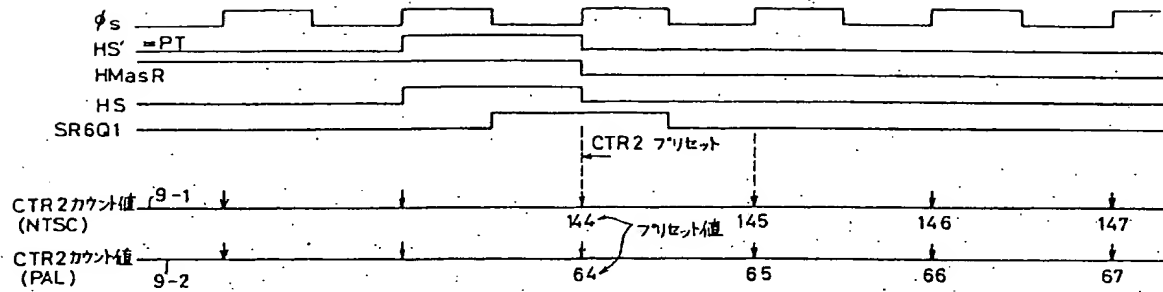 φs
HS' =PT
HMasR
HS
SR6Q1
CTR2 プリセット
CTR2カウント値 9-1
(NTSC)
144 プリセット値 145 146 147
CTR2カウント値
(PAL) 9-2
64 65 66 67